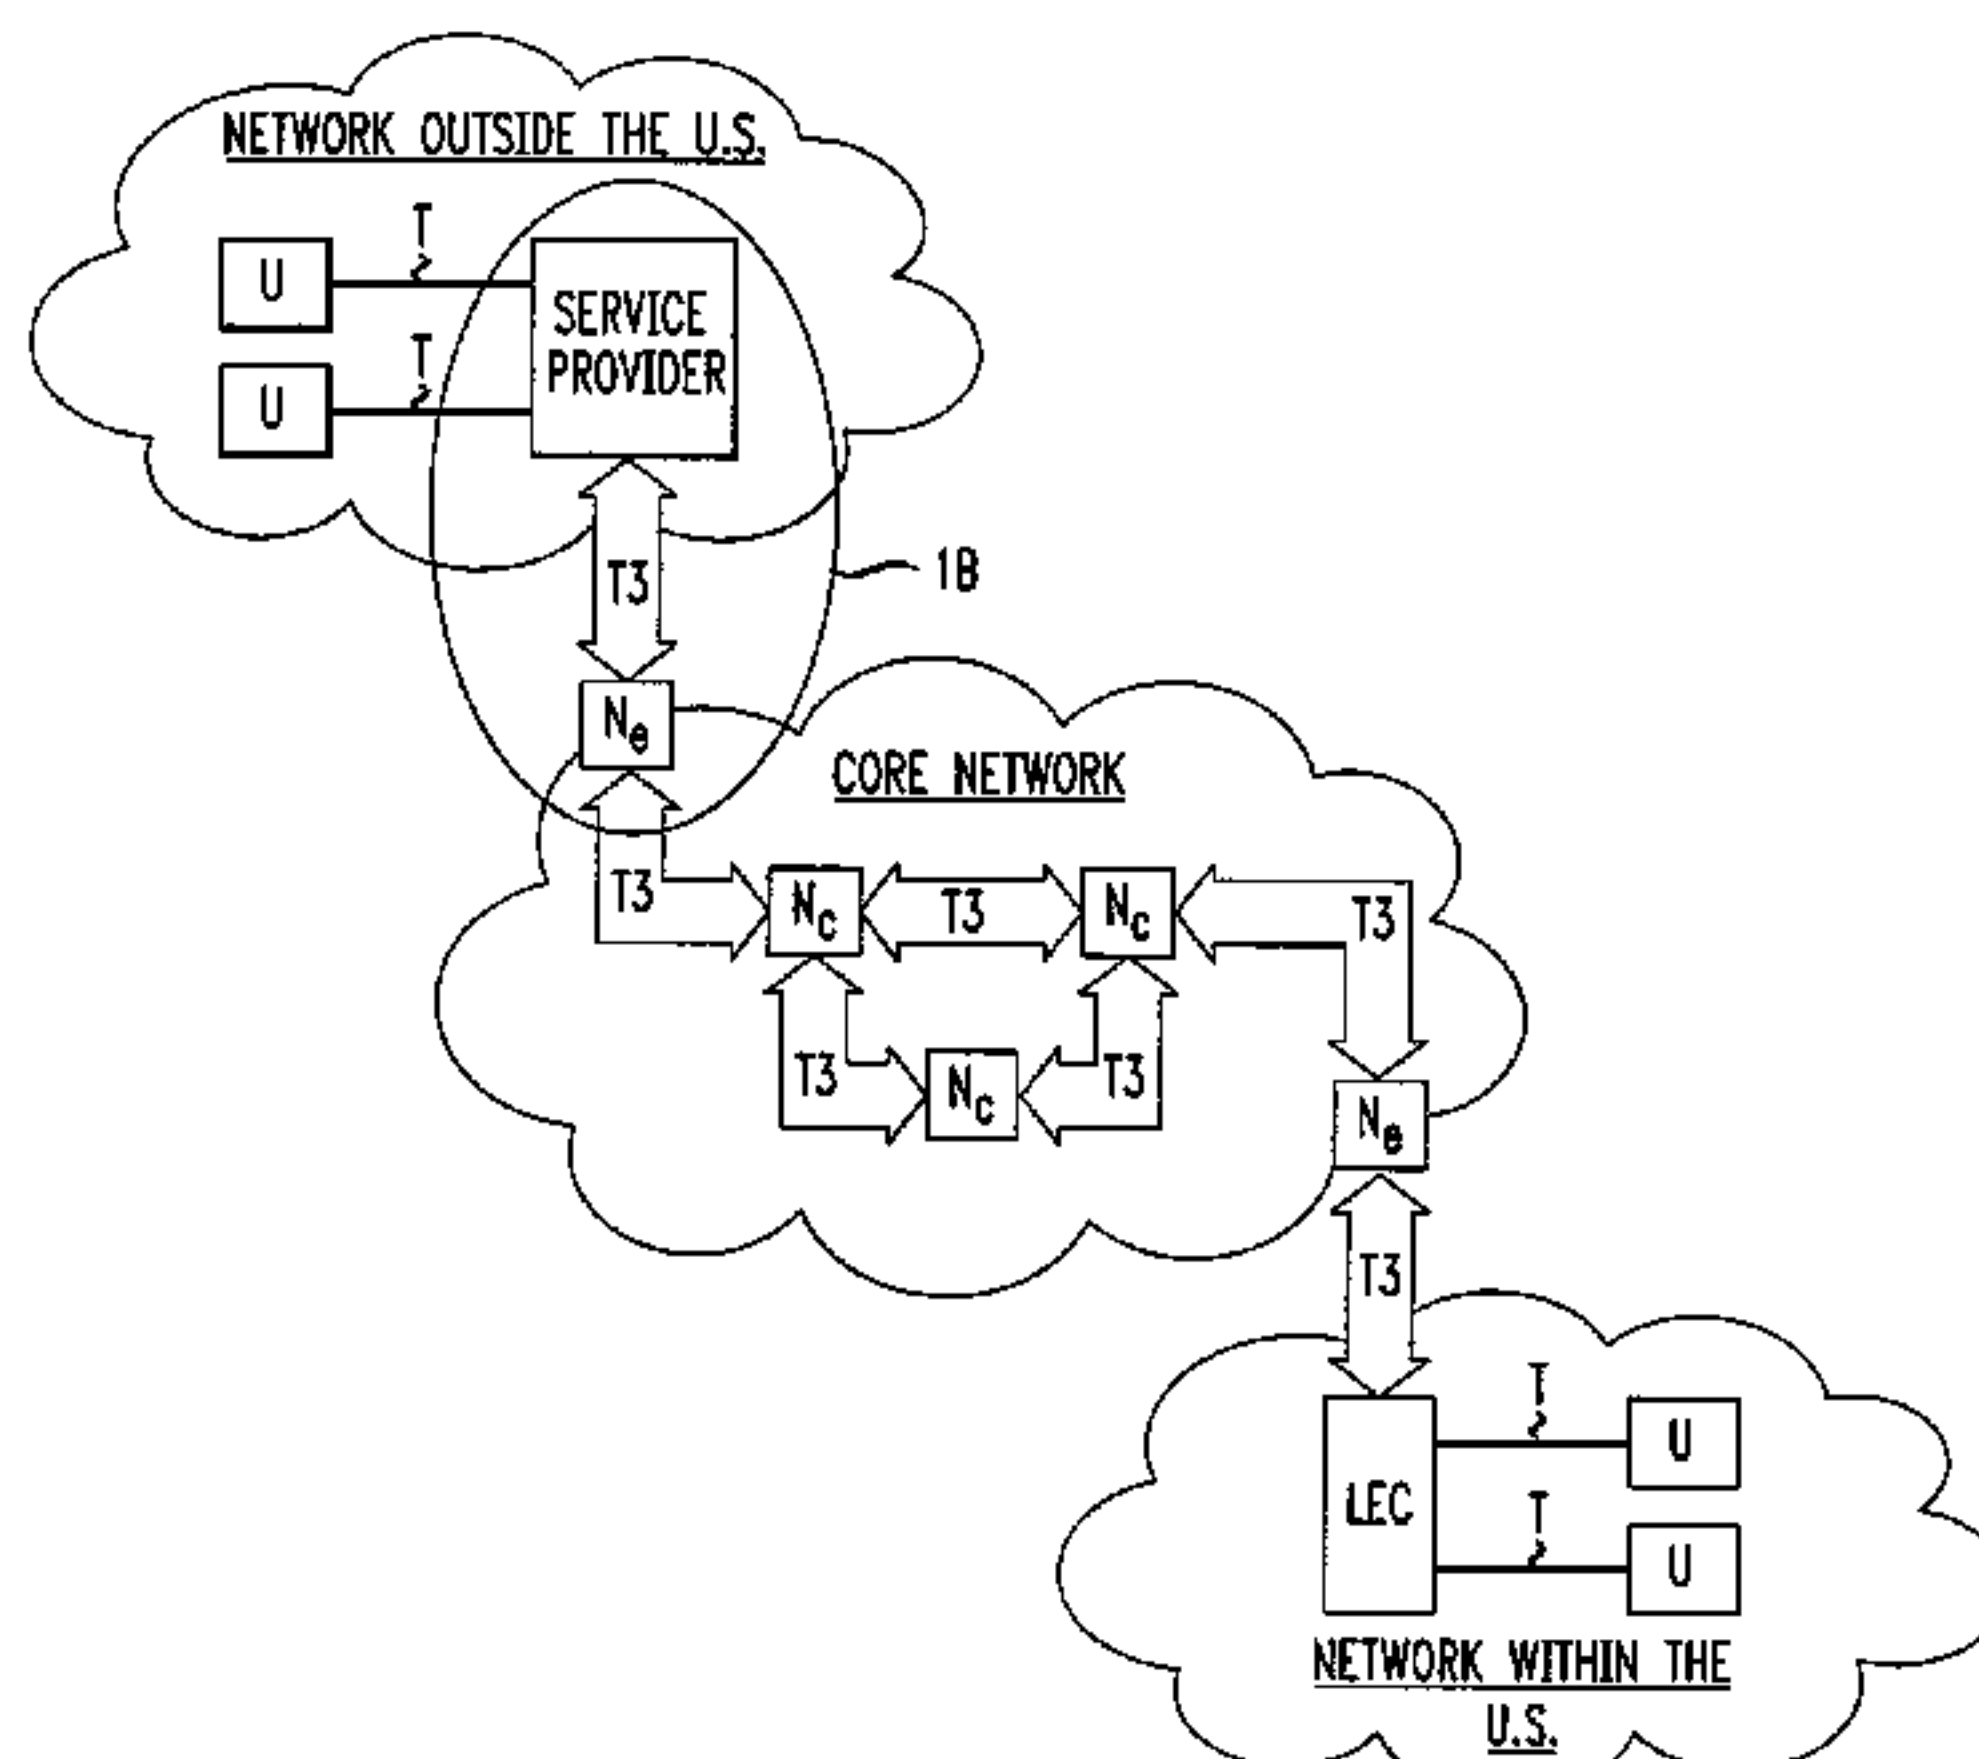 NETWORK OUTSIDE THE U.S.
T
U
SERVICE
PROVIDER
T
U
T3
1B
Ne
CORE NETWORK
T3
Nc
T3
Nc
T3
T3
Nc
T3
Ne
T3
T
U
LEC
T
U
NETWORK WITHIN THE
U.S.